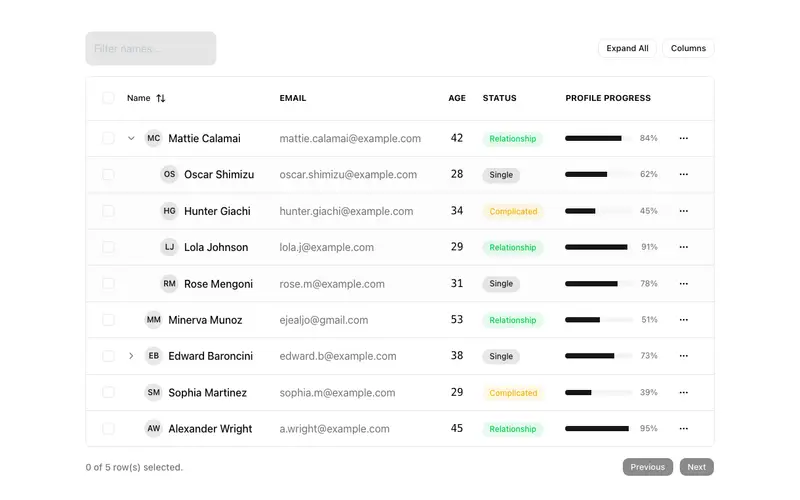 Filter names...
Expand All Columns
Name EMAIL AGE STATUS PROFILE PROGRESS
MC Mattie Calamai mattie.calamai@example.com 42 Relationship 84% ...
OS Oscar Shimizu oscar.shimizu@example.com 28 Single 62% ...
HG Hunter Giachi hunter.giachi@example.com 34 Complicated 45% ...
LJ Lola Johnson lola.j@example.com 29 Relationship 91% ...
RM Rose Mengoni rose.m@example.com 31 Single 78% ...
MM Minerva Munoz ejealjo@gmail.com 53 Relationship 51% ...
EB Edward Baroncini edward.b@example.com 38 Single 73% ...
SM Sophia Martinez sophia.m@example.com 29 Complicated 39% ...
AW Alexander Wright a.wright@example.com 45 Relationship 95% ...
0 of 5 row(s) selected. Previous Next